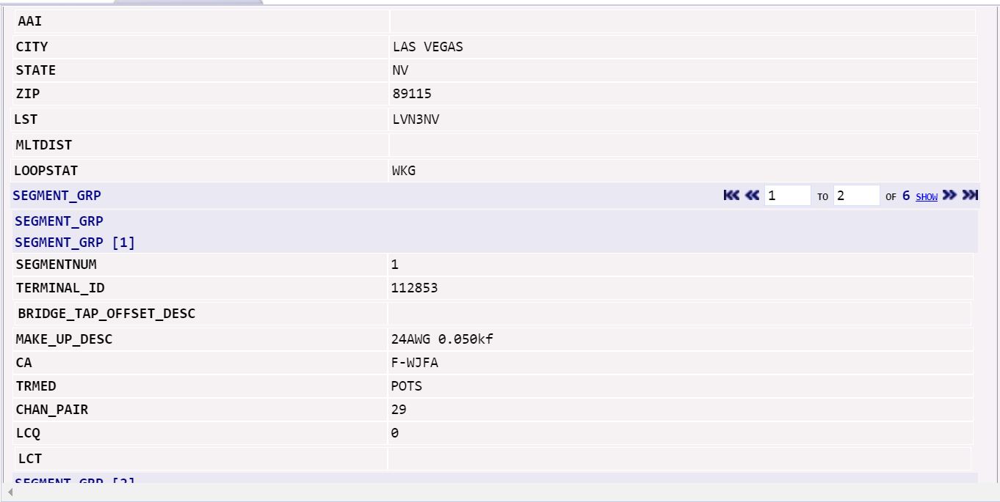 AAI
CITY LAS VEGAS
STATE NV
ZIP 89115
LST LVN3NV
MLTDIST
LOOPSTAT WKG
SEGMENT_GRP 1 TO 2 OF 6 SHOW
SEGMENT_GRP
SEGMENT_GRP [1]
SEGMENTNUM 1
TERMINAL_ID 112853
BRIDGE_TAP_OFFSET_DESC
MAKE_UP_DESC 24AWG 0.050kf
CA F-WJFA
TRMED POTS
CHAN_PAIR 29
LCQ 0
LCT
SEGMENT_GRP [2]